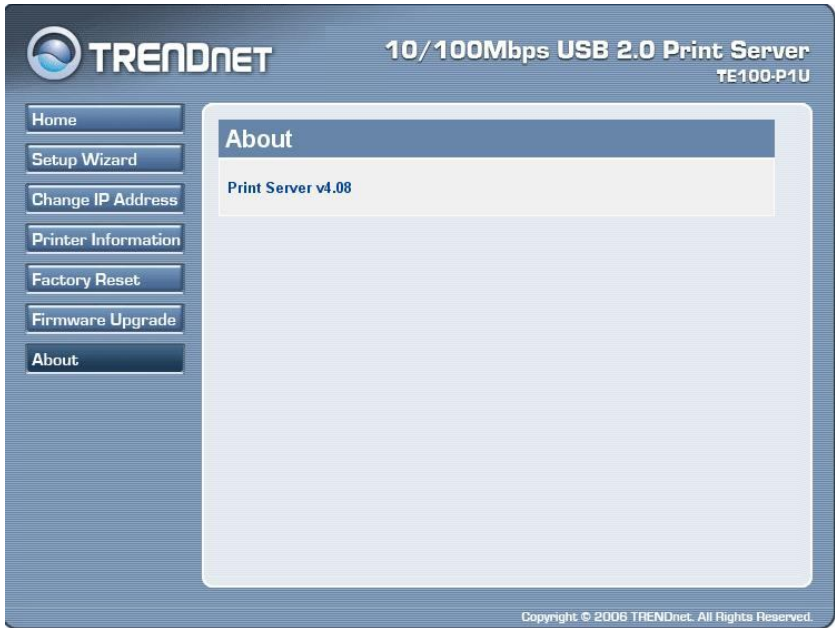 TRENDnet
10/100Mbps USB 2.0 Print Server
TE100-P1U
Home
Setup Wizard
Change IP Address
Printer Information
Factory Reset
Firmware Upgrade
About
About
Print Server v4.08
Copyright © 2006 TRENDnet. All Rights Reserved.